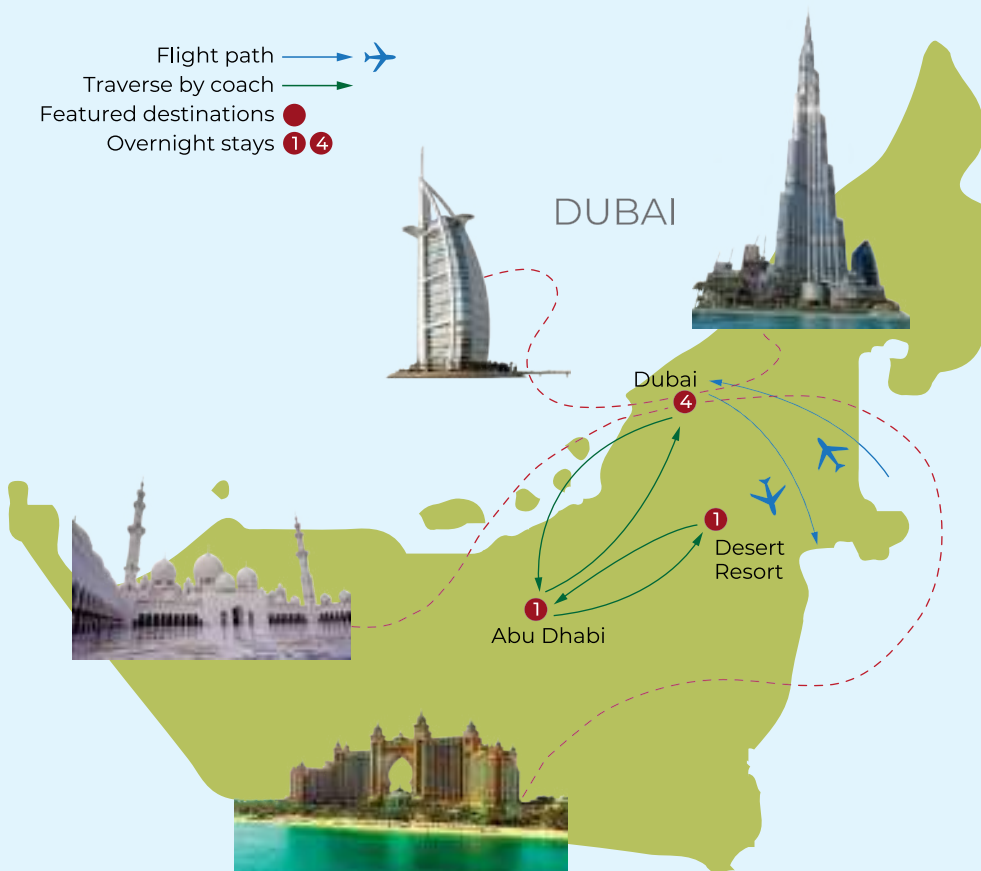 Flight path
Traverse by coach
Featured destinations
Overnight stays 1 4
DUBAI
Dubai
4
1
Desert
Resort
1
Abu Dhabi